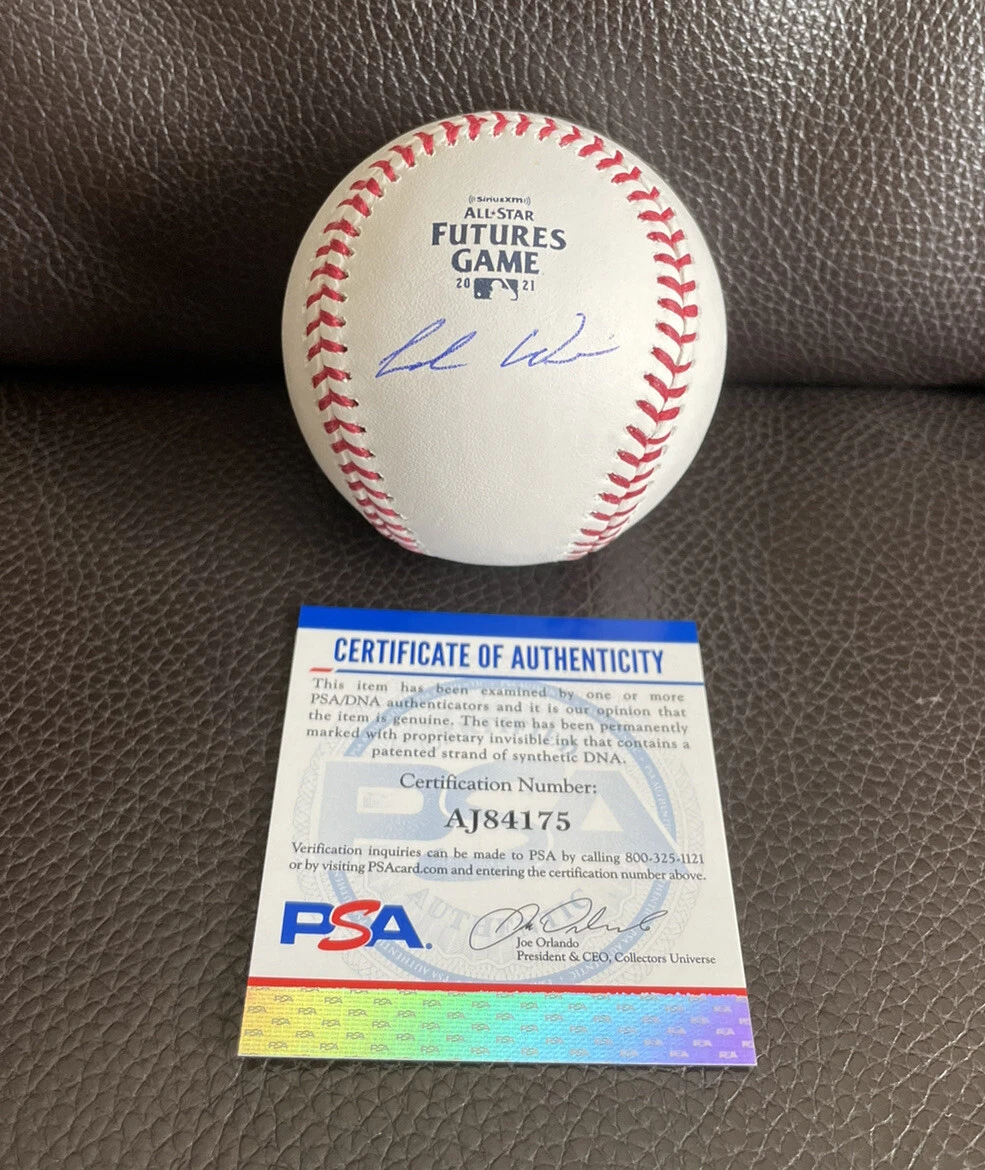 SiriusXM
ALL★STAR
FUTURES
GAME
20 21
CERTIFICATE OF AUTHENTICITY
This item has been examined by one or more
PSA/DNA authenticators and it is our opinion that
the item is genuine. The item has been permanently
marked with proprietary invisible ink that contains a
patented strand of synthetic DNA.
Certification Number:
AJ84175
Verification inquiries can be made to PSA by calling 800-325-1121
or by visiting PSAcard.com and entering the certification number above.
PSA.
Joe Orlando
President & CEO, Collectors Universe